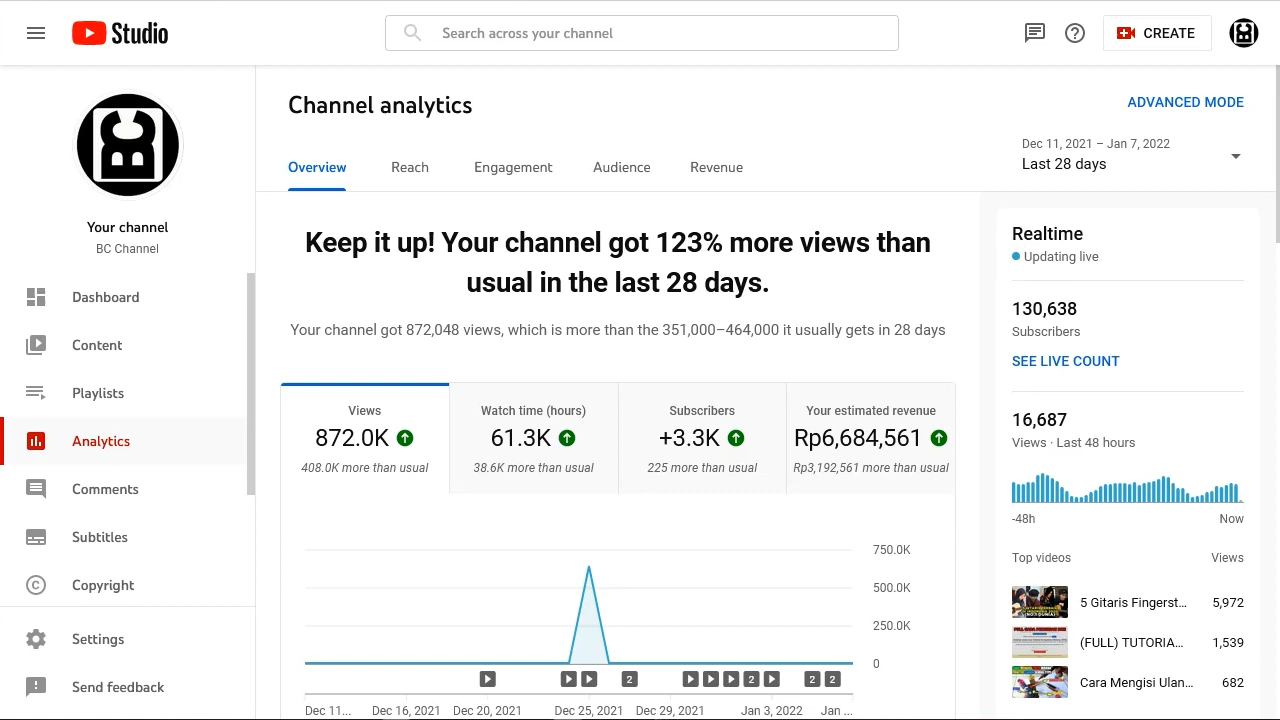 Studio
Search across your channel
CREATE
BC
BC
Your channel
BC Channel
Dashboard
Content
Playlists
Analytics
Comments
Subtitles
Copyright
Settings
Send feedback
Channel analytics
ADVANCED MODE
Overview
Reach
Engagement
Audience
Revenue
Dec 11, 2021 – Jan 7, 2022
Last 28 days
Keep it up! Your channel got 123% more views than
usual in the last 28 days.
Your channel got 872,048 views, which is more than the 351,000–464,000 it usually gets in 28 days
Views
872.0K
408.0K more than usual
Watch time (hours)
61.3K
38.6K more than usual
Subscribers
+3.3K
225 more than usual
Your estimated revenue
Rp6,684,561
Rp3,192,561 more than usual
750.0K
500.0K
250.0K
0
2
2
2
2
Dec 11...
Dec 16, 2021
Dec 20, 2021
Dec 25, 2021
Dec 29, 2021
Jan 3, 2022
Jan ...
Realtime
Updating live
130,638
Subscribers
SEE LIVE COUNT
16,687
Views · Last 48 hours
-48h
Now
Top videos
Views
5 Gitaris Fingerst...
5,972
(FULL) TUTORIA...
1,539
Cara Mengisi Ulan...
682